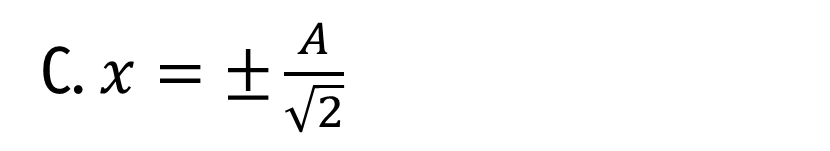 C. x = ± A/√2